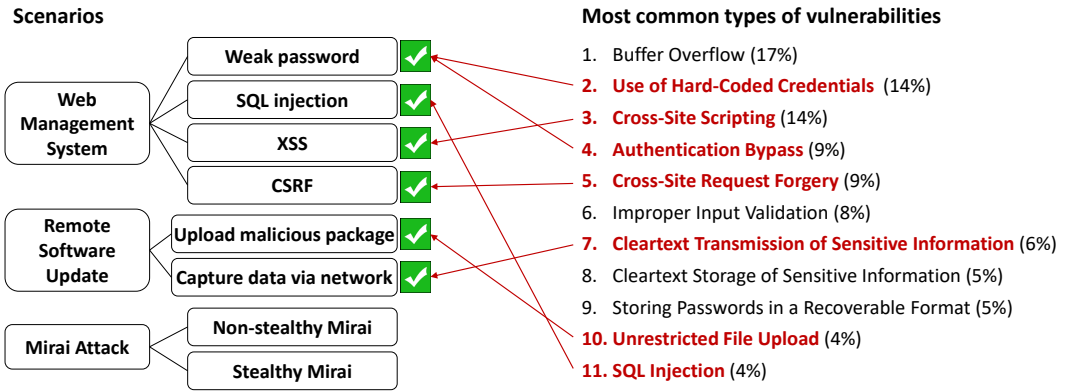 Scenarios
Web
Management
System
Weak password
SQL injection
XSS
CSRF
Remote
Software
Update
Upload malicious package
Capture data via network
Mirai Attack
Non-stealthy Mirai
Stealthy Mirai
Most common types of vulnerabilities
1. Buffer Overflow (17%)
2. Use of Hard-Coded Credentials (14%)
3. Cross-Site Scripting (14%)
4. Authentication Bypass (9%)
5. Cross-Site Request Forgery (9%)
6. Improper Input Validation (8%)
7. Cleartext Transmission of Sensitive Information (6%)
8. Cleartext Storage of Sensitive Information (5%)
9. Storing Passwords in a Recoverable Format (5%)
10. Unrestricted File Upload (4%)
11. SQL Injection (4%)